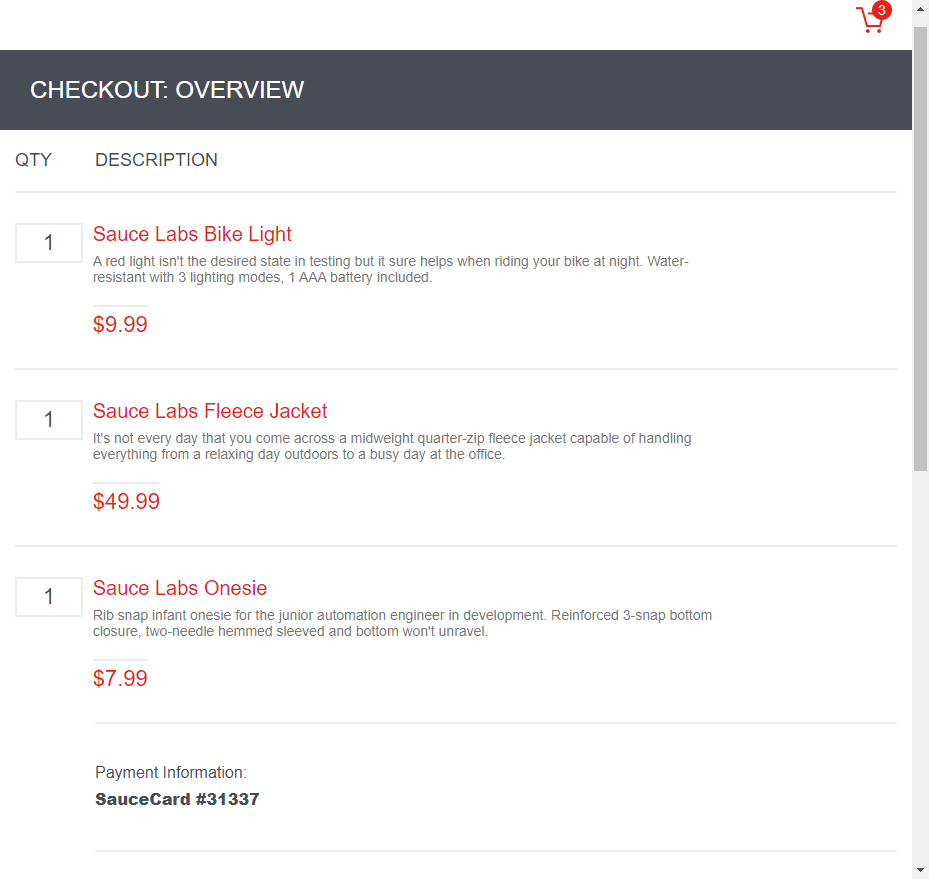 3
CHECKOUT: OVERVIEW
QTY DESCRIPTION
1
Sauce Labs Bike Light
A red light isn't the desired state in testing but it sure helps when riding your bike at night. Water-
resistant with 3 lighting modes, 1 AAA battery included.
$9.99
1
Sauce Labs Fleece Jacket
It's not every day that you come across a midweight quarter-zip fleece jacket capable of handling
everything from a relaxing day outdoors to a busy day at the office.
$49.99
1
Sauce Labs Onesie
Rib snap infant onesie for the junior automation engineer in development. Reinforced 3-snap bottom
closure, two-needle hemmed sleeved and bottom won't unravel.
$7.99
Payment Information:
SauceCard #31337